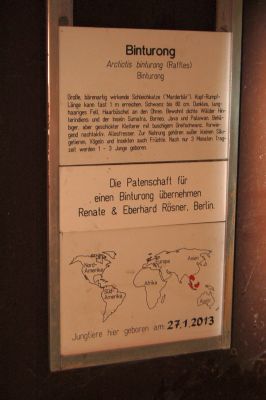 Binturong
Arctictis binturong (Raffles)
Binturong
Große, bärenartig wirkende Schleichkatze ("Marderbär"). Kopf-Rumpf-
Länge kann fast 1 m erreichen, Schwanz bis 90 cm. Dunkles, lang-
haariges Fell, Haarbüschel an den Ohren. Bewohnt dichte Wälder Hin-
terindiens und der Inseln Sumatra, Borneo, Java und Palawan. Behä-
biger, aber geschickter Kletterer mit buschigem Greifschwanz. Vorwie-
gend nachtaktiv. Allesfresser. Zur Nahrung gehören außer kleinen Säu-
getieren, Vögeln und Insekten auch Früchte. Nach nur 3 Monaten Trag-
zeit werden 1 - 3 Junge geboren.
Die Patenschaft für
einen Binturong übernehmen
Renate & Eberhard Rösner, Berlin.
Nord-
Amerika
Europa
Asien
Afrika
Süd-
Amerika
Jungtiere hier geboren am: 27.1.2013